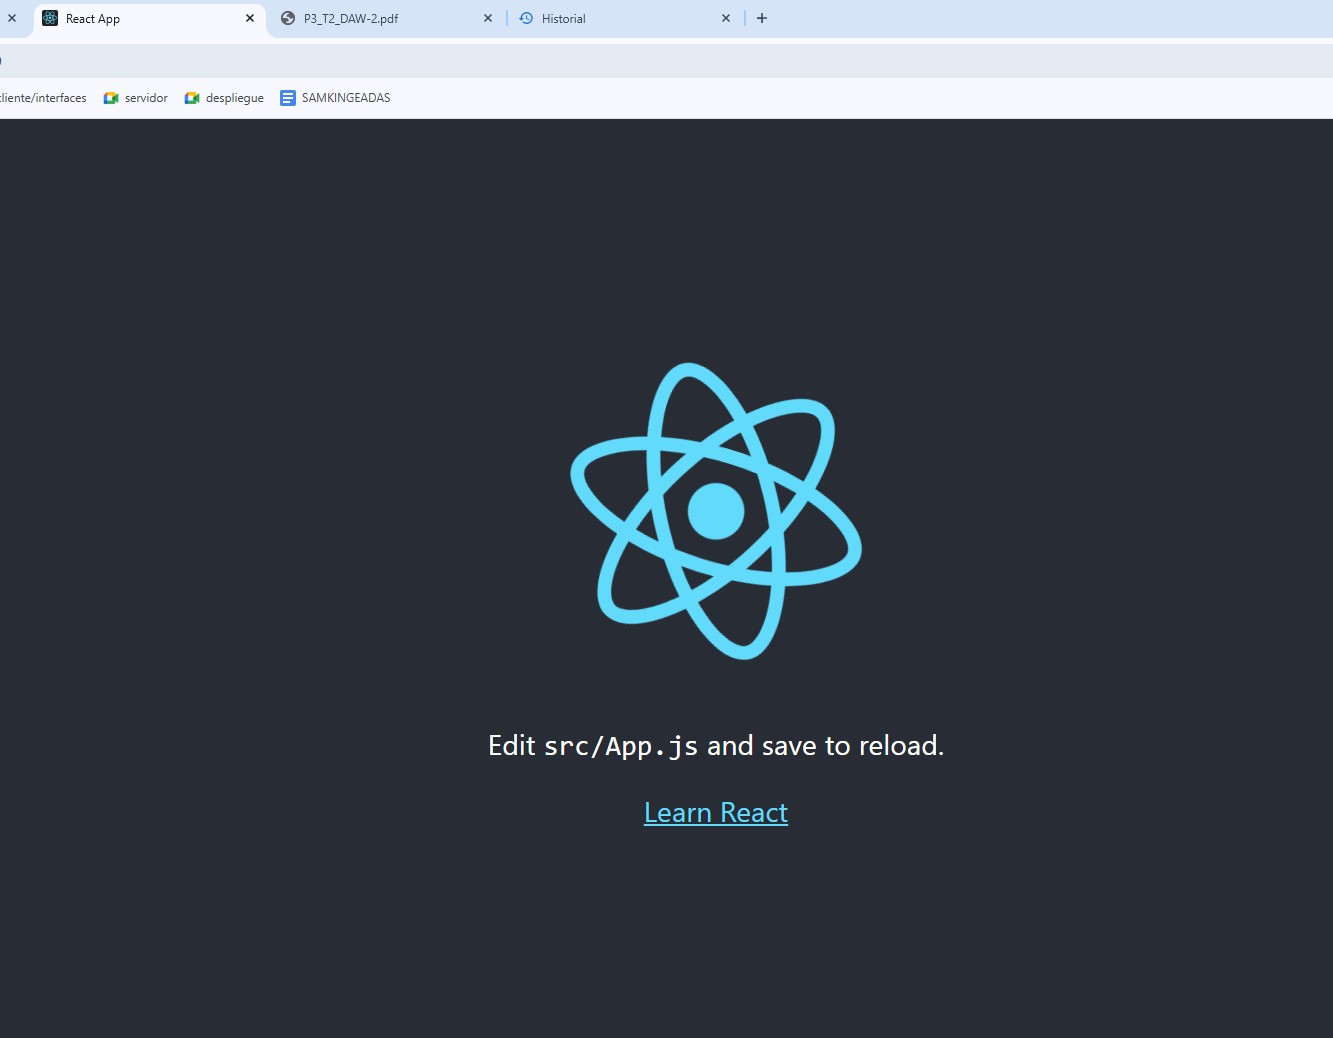 React App
P3_T2_DAW-2.pdf
Historial
cliente/interfaces
servidor
despliegue
SAMKINGEADAS
Edit src/App.js and save to reload.
Learn React